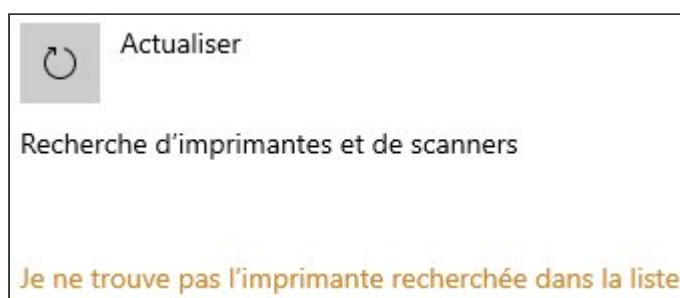 Actualiser
Recherche d’imprimantes et de scanners
Je ne trouve pas l’imprimante recherchée dans la liste